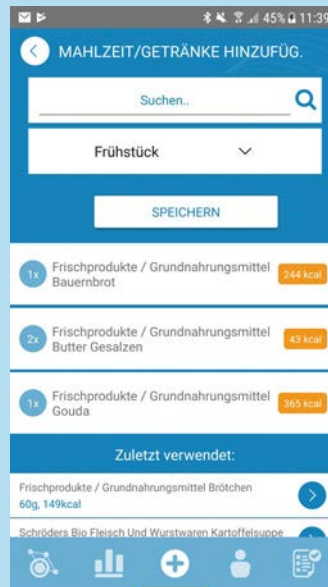 45% 11:39
MAHLZEIT/GETRÄNKE HINZUFÜG.
Suchen..
Frühstück
SPEICHERN
1x
Frischprodukte / Grundnahrungsmittel
Bauernbrot
244 kcal
2x
Frischprodukte / Grundnahrungsmittel
Butter Gesalzen
43 kcal
1x
Frischprodukte / Grundnahrungsmittel
Gouda
365 kcal
Zuletzt verwendet:
Frischprodukte / Grundnahrungsmittel Brötchen
60g, 149kcal
Schröders Bio Fleisch Und Wurstwaren Kartoffelsuppe